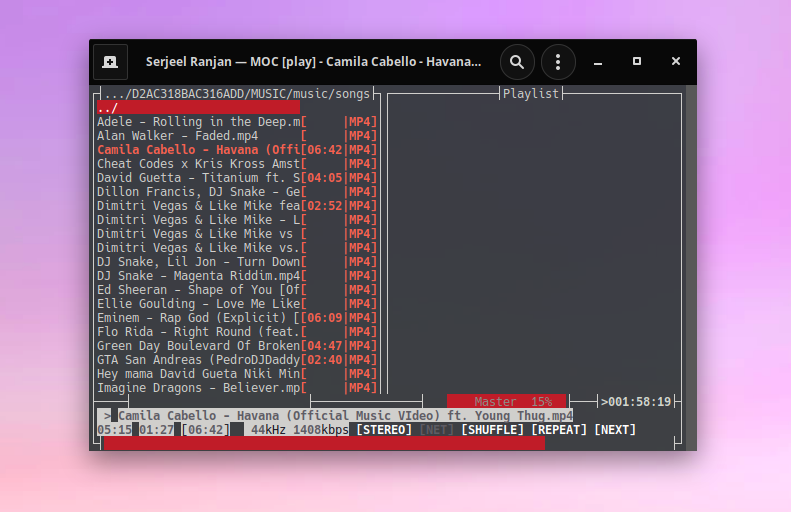 Serjeel Ranjan — MOC [play] - Camila Cabello - Havana...
.../D2AC318BAC316ADD/MUSIC/music/songs
Playlist
../
Adele - Rolling in the Deep.m[ |MP4]
Alan Walker - Faded.mp4 [ |MP4]
Camila Cabello - Havana (Offi[06:42|MP4]
Cheat Codes x Kris Kross Amst[ |MP4]
David Guetta - Titanium ft. S[04:05|MP4]
Dillon Francis, DJ Snake - Ge[ |MP4]
Dimitri Vegas & Like Mike fea[02:52|MP4]
Dimitri Vegas & Like Mike - L[ |MP4]
Dimitri Vegas & Like Mike vs [ |MP4]
Dimitri Vegas & Like Mike vs.[ |MP4]
DJ Snake, Lil Jon - Turn Down[ |MP4]
DJ Snake - Magenta Riddim.mp4[ |MP4]
Ed Sheeran - Shape of You [Of[ |MP4]
Ellie Goulding - Love Me Like[ |MP4]
Eminem - Rap God (Explicit) [[06:09|MP4]
Flo Rida - Right Round (feat.[ |MP4]
Green Day Boulevard Of Broken[04:47|MP4]
GTA San Andreas (PedroDJDaddy[02:40|MP4]
Hey mama David Gueta Niki Min[ |MP4]
Imagine Dragons - Believer.mp[ |MP4]
Master 15%
>001:58:19
> Camila Cabello - Havana (Official Music VIdeo) ft. Young Thug.mp4
05:15 01:27 [06:42] 44kHz 1408kbps [STEREO] [NET] [SHUFFLE] [REPEAT] [NEXT]